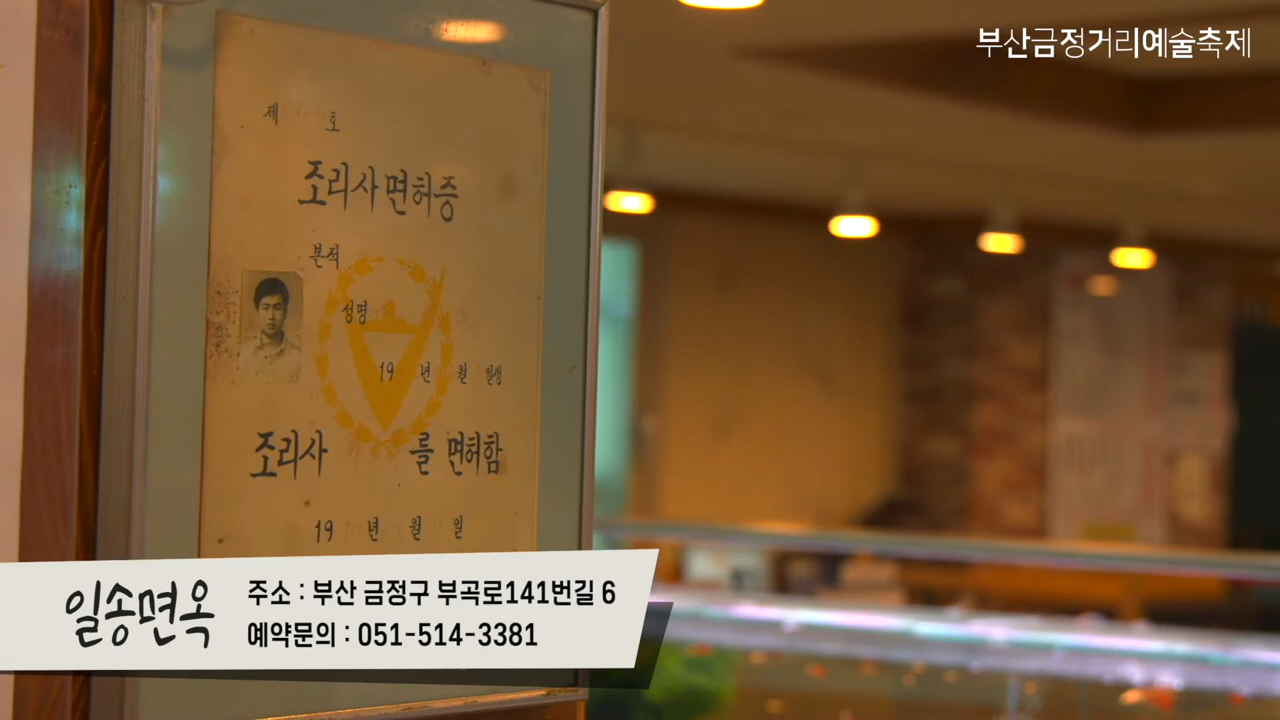 부산금정거리예술축제
제 호
조리사 면허증
본적
성명
19 년 월 일생
조리사 를 면허함
19 년 월 일
일송면옥
주소 : 부산 금정구 부곡로141번길 6
예약문의 : 051-514-3381